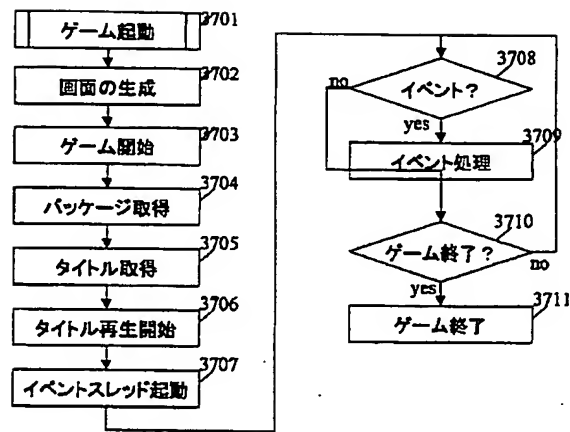 ゲーム起動
3701
画面の生成
3702
ゲーム開始
3703
パッケージ取得
3704
タイトル取得
3705
タイトル再生開始
3706
イベントスレッド起動
3707
イベント?
3708
no
yes
イベント処理
3709
ゲーム終了?
3710
no
yes
ゲーム終了
3711